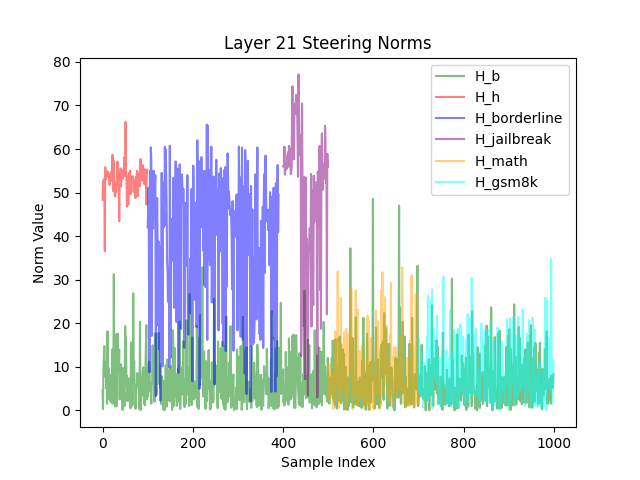 Layer 21 Steering Norms
Norm Value
80
70
60
50
40
30
20
10
0
H_b
H_h
H_borderline
H_jailbreak
H_math
H_gsm8k
0 200 400 600 800 1000
Sample Index